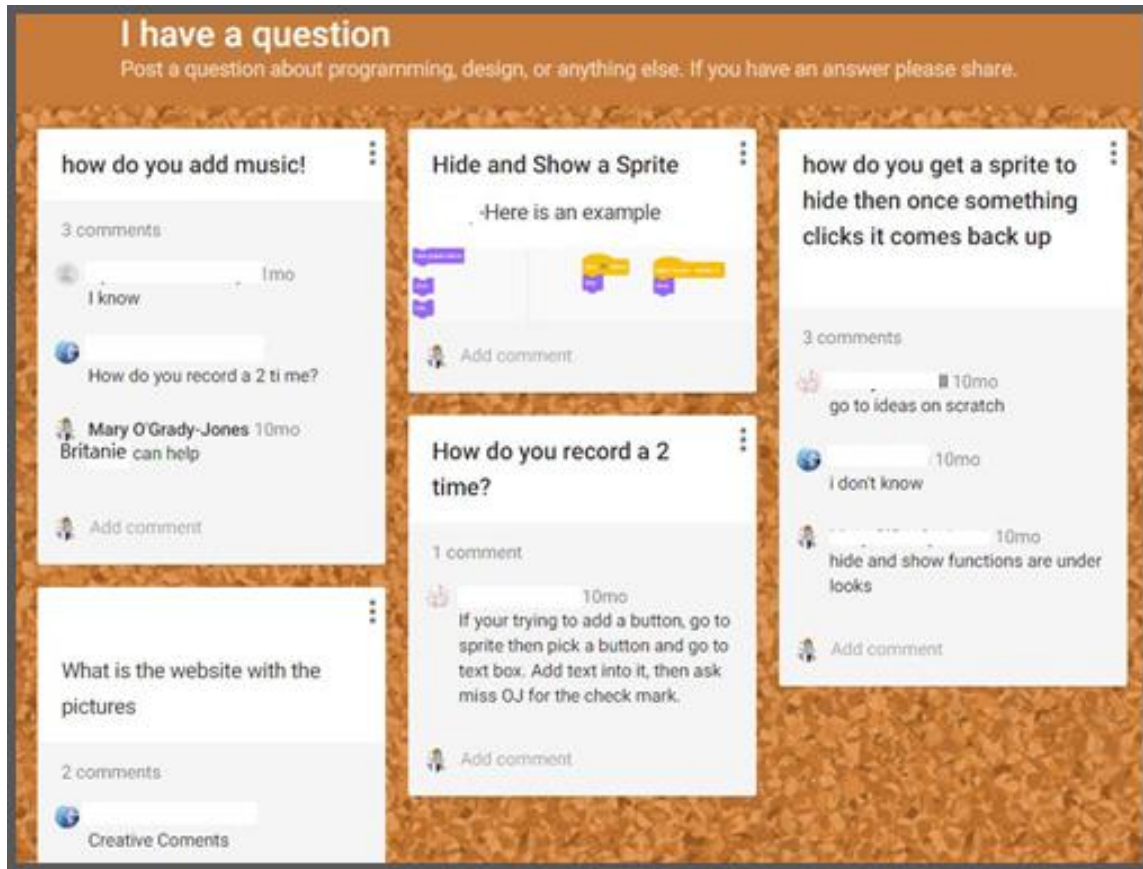 I have a question
Post a question about programming, design, or anything else. If you have an answer please share.
how do you add music!
3 comments
1mo
I know
How do you record a 2 ti me?
Mary O'Grady-Jones 10mo
Britanie can help
Add comment
What is the website with the
pictures
2 comments
Creative Coments
Hide and Show a Sprite
-Here is an example
Add comment
How do you record a 2
time?
1 comment
10mo
If your trying to add a button, go to
sprite then pick a button and go to
text box. Add text into it, then ask
miss OJ for the check mark.
Add comment
how do you get a sprite to
hide then once something
clicks it comes back up
3 comments
10mo
go to ideas on scratch
10mo
i don't know
10mo
hide and show functions are under
looks
Add comment